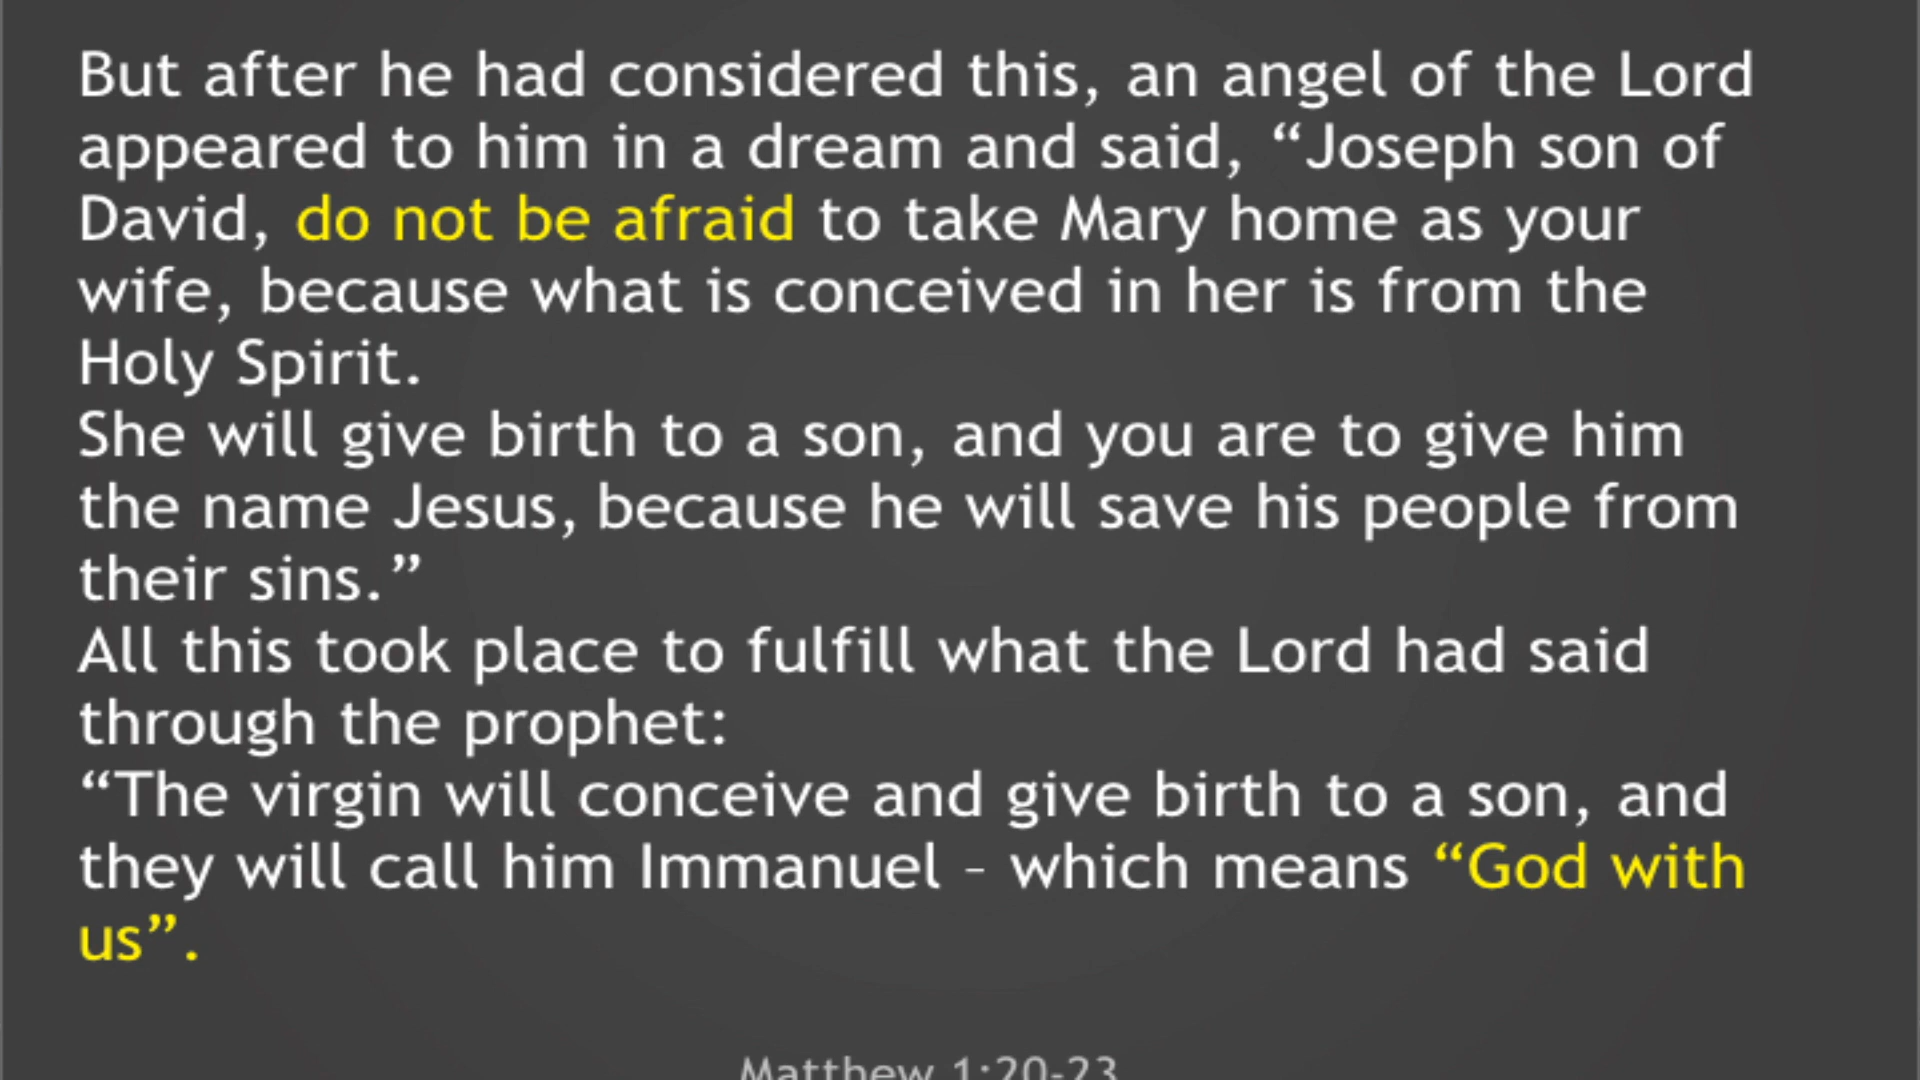 But after he had considered this, an angel of the Lord
appeared to him in a dream and said, “Joseph son of
David, do not be afraid to take Mary home as your
wife, because what is conceived in her is from the
Holy Spirit.
She will give birth to a son, and you are to give him
the name Jesus, because he will save his people from
their sins.”
All this took place to fulfill what the Lord had said
through the prophet:
“The virgin will conceive and give birth to a son, and
they will call him Immanuel – which means “God with
us”.
Matthew 1:20-23